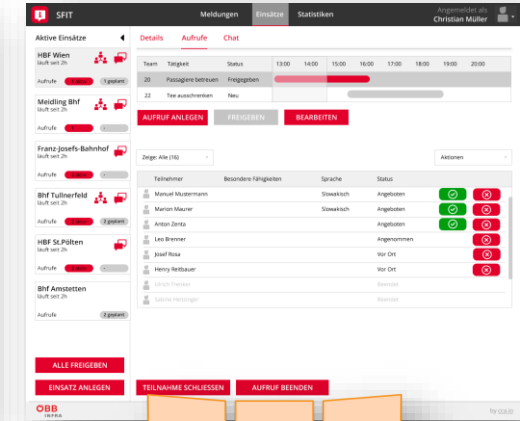 SFIT
Meldungen Einsätze Statistiken
Angemeldet als
Christian Müller
Aktive Einsätze
Details Aufrufe Chat
HBF Wien
läuft seit 2h
Aufrufe 1 geplant
Meidling Bhf
läuft seit 2h
Aufrufe
Franz-Josefs-Bahnhof
läuft seit 2h
Aufrufe
Bhf Tullnerfeld
läuft seit 2h
Aufrufe 2 geplant
HBF St.Pölten
läuft seit 2h
Aufrufe
Bhf Amstetten
läuft seit 2h
Aufrufe 2 geplant
ALLE FREIGEBEN
EINSATZ ANLEGEN
Team Tätigkeit Status 13:00 14:00 15:00 16:00 17:00 18:00 19:00 20:00
20 Passagiere betreuen Freigegeben
22 Tee ausschenken Neu
AUFRUF ANLEGEN FREIGEBEN BEARBEITEN
Zeige: Alle (16) Aktionen
Teilnehmer Besondere Fähigkeiten Sprache Status
Manuel Mustermann Slowakisch Angeboten
Marion Maurer Slowakisch Angeboten
Anton Zenta Angeboten
Leo Brenner Angenommen
Josef Rosa Vor Ort
Henry Reitbauer Vor Ort
Ulrich Trenker Beendet
Sabine Hietzinger Beendet
TEILNAHME SCHLIESSEN AUFRUF BEENDEN
ÖBB
INFRA